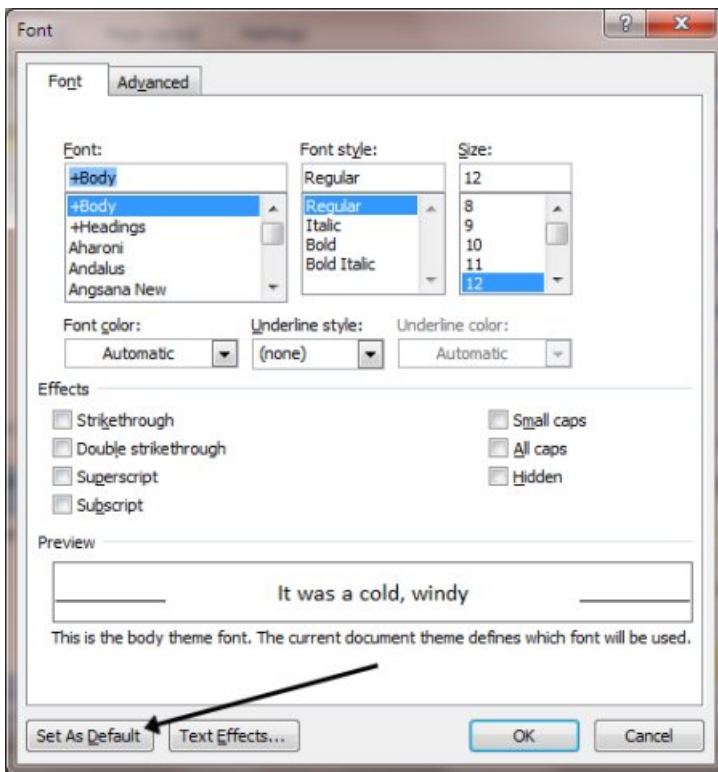 Font
Font Advanced
Font: Font style: Size:
+Body Regular 12
+Body Regular 8
+Headings Italic 9
Aharoni Bold 10
Andalus Bold Italic 11
Angsana New 12
Font color: Underline style: Underline color:
Automatic (none) Automatic
Effects
Strikethrough Small caps
Double strikethrough All caps
Superscript Hidden
Subscript
Preview
It was a cold, windy
This is the body theme font. The current document theme defines which font will be used.
Set As Default Text Effects... OK Cancel